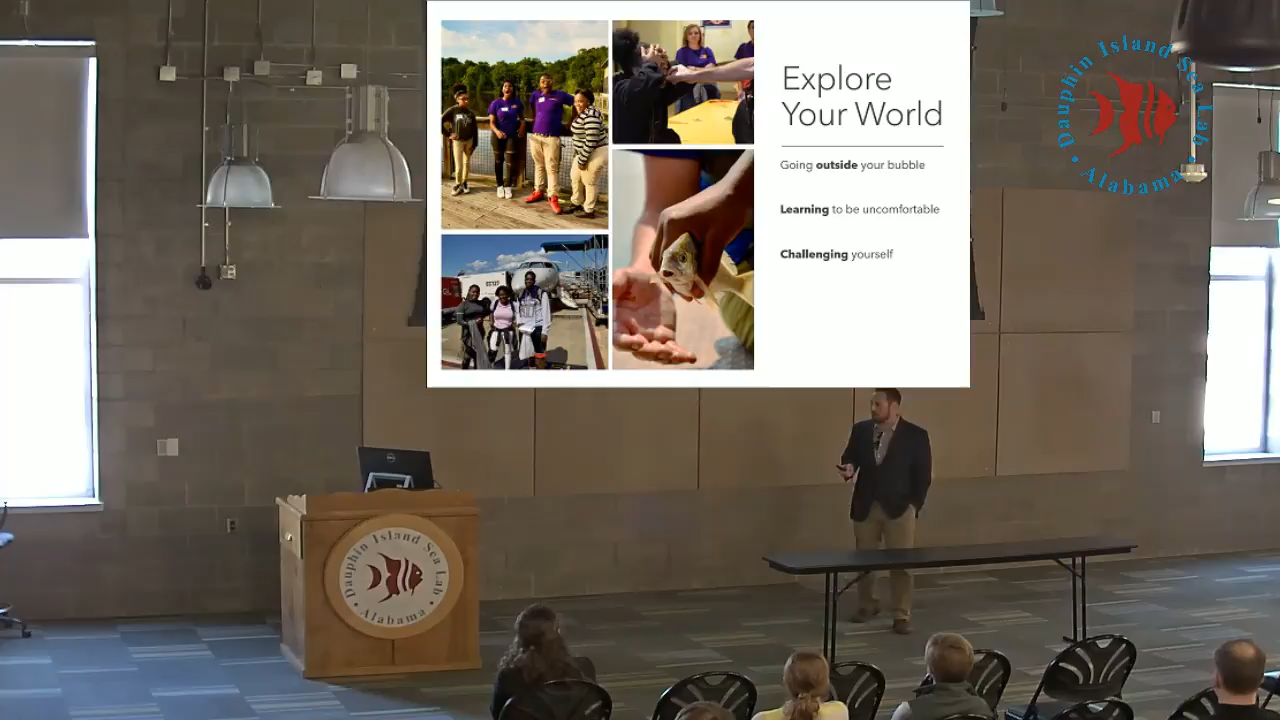 Explore
Your World
Going outside your bubble
Learning to be uncomfortable
Challenging yourself
Dauphin Island Sea Lab
Alabama
Dauphin Island Sea Lab
Alabama